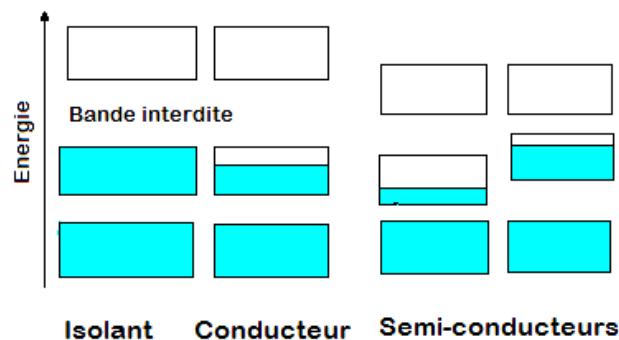 Energie
Bande interdite
Isolant
Conducteur
Semi-conducteurs